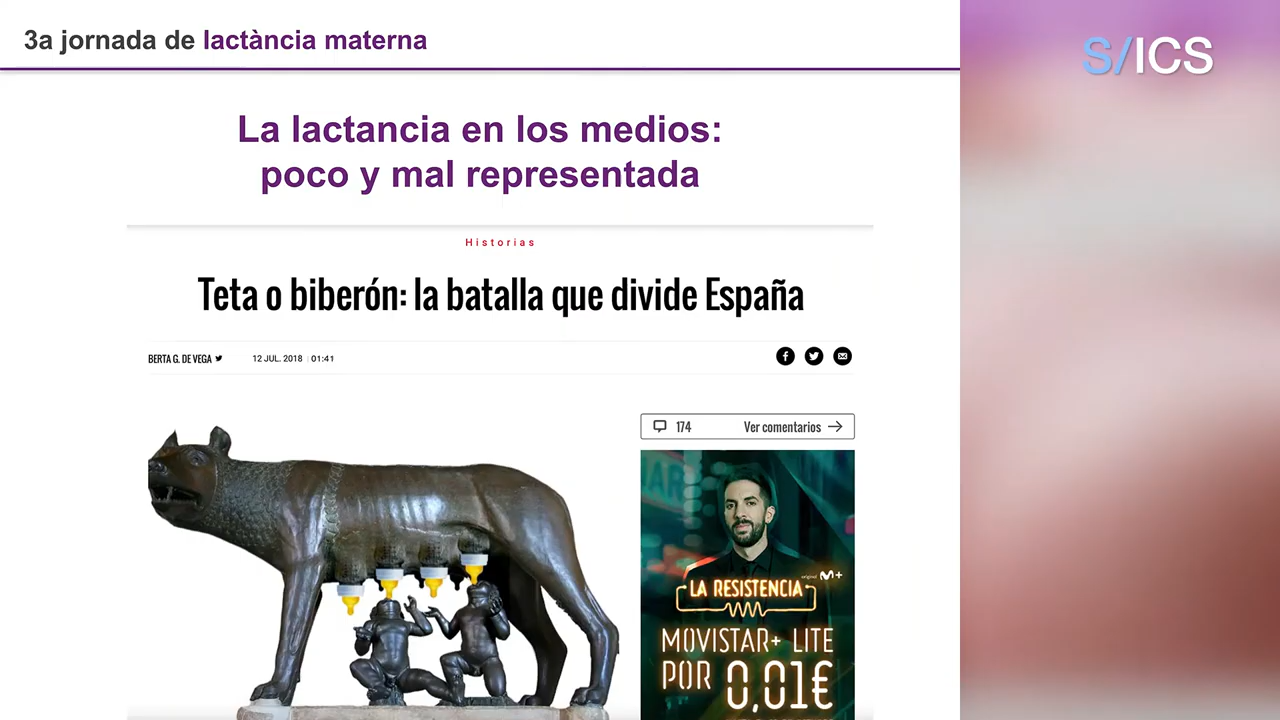 3a jornada de lactància materna
S/ICS
La lactancia en los medios:
poco y mal representada
Historias
Teta o biberón: la batalla que divide España
BERTA G. DE VEGA
12 JUL. 2018 | 01:41
174 Ver comentarios
original M+
LA RESISTENCIA
MOVISTAR+ LITE
POR 0,01€